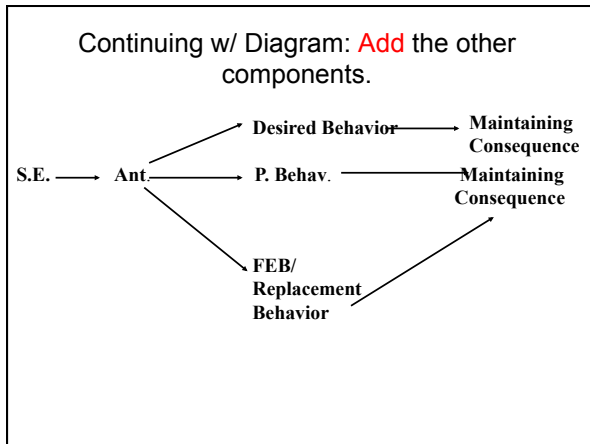 Continuing w/ Diagram: Add the other
components.
Desired Behavior
Maintaining
Consequence
S.E.
Ant.
P. Behav.
Maintaining
Consequence
FEB/
Replacement
Behavior